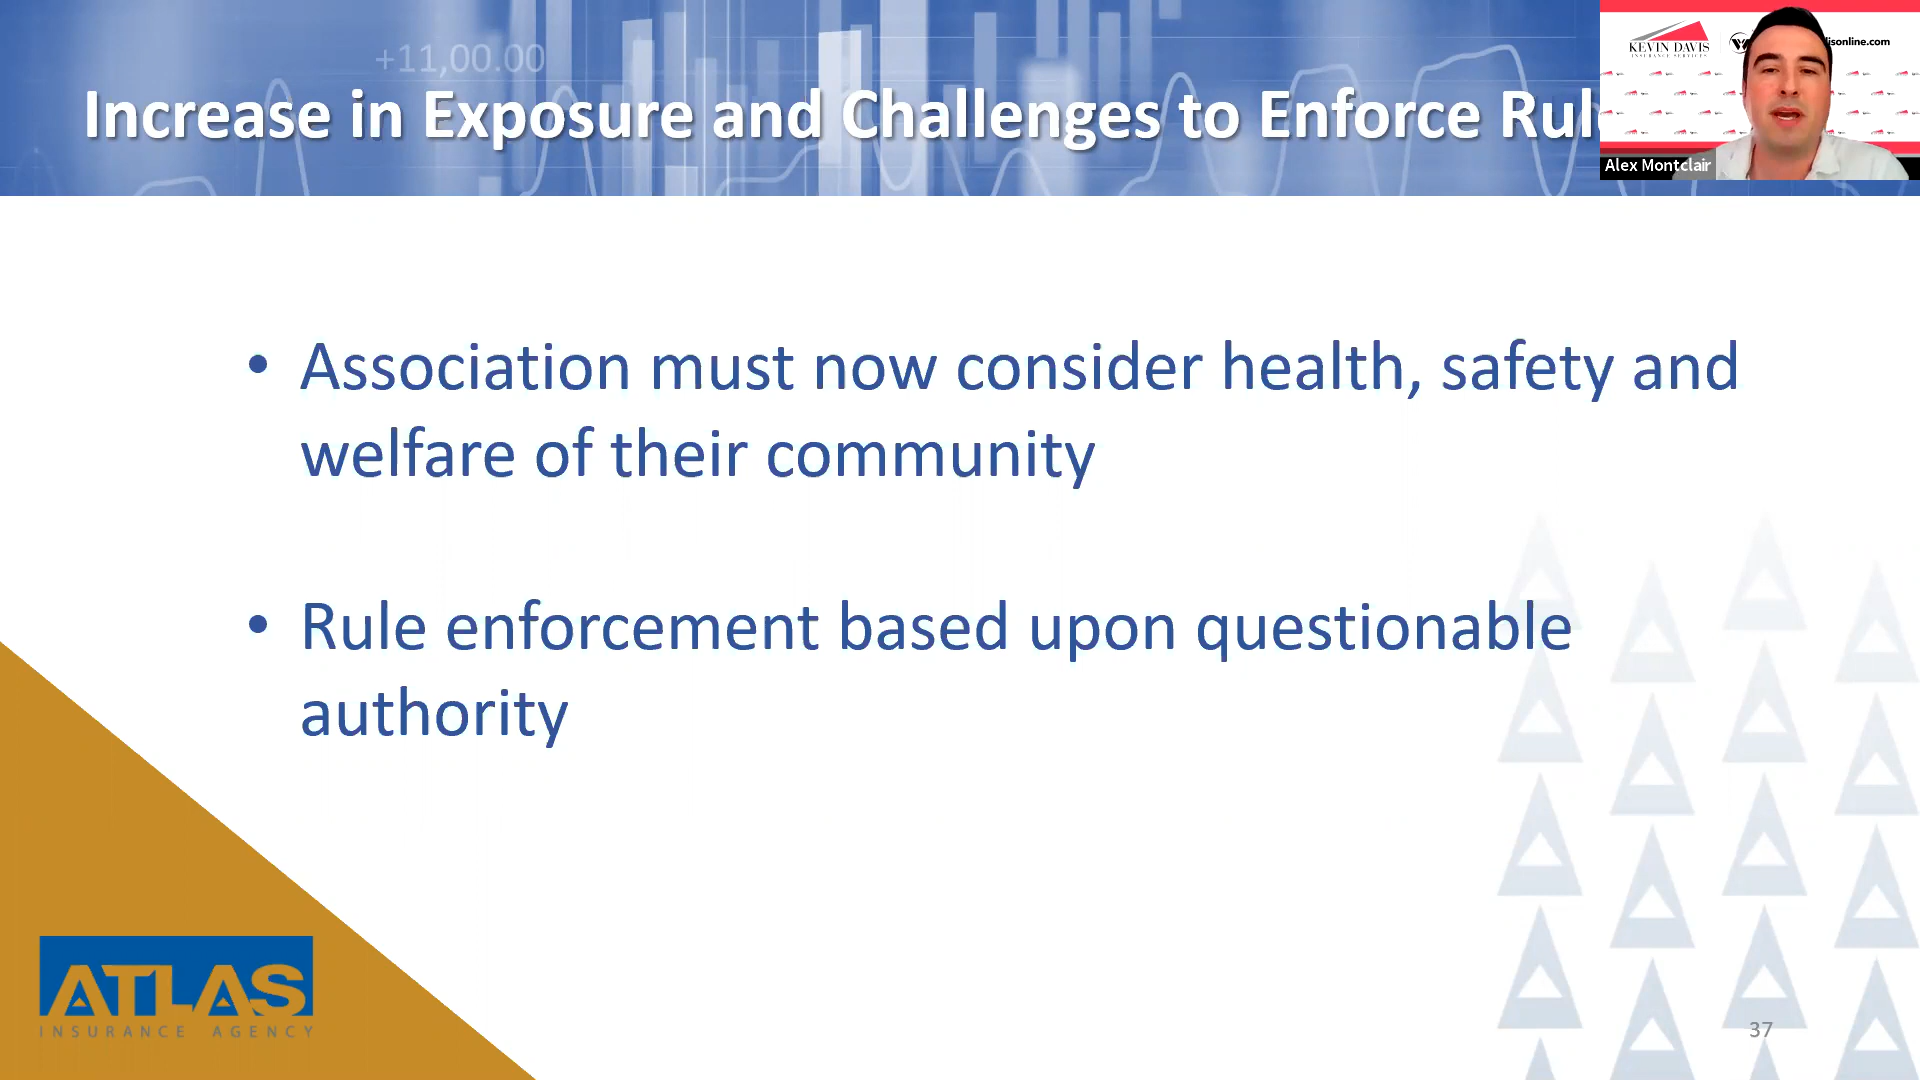 +11,00.00
Increase in Exposure and Challenges to Enforce Rul
KEVIN DAVIS
INSURANCE SERVICES
isonline.com
Alex Montclair
• Association must now consider health, safety and
welfare of their community
• Rule enforcement based upon questionable
authority
ATLAS
INSURANCE AGENCY
37